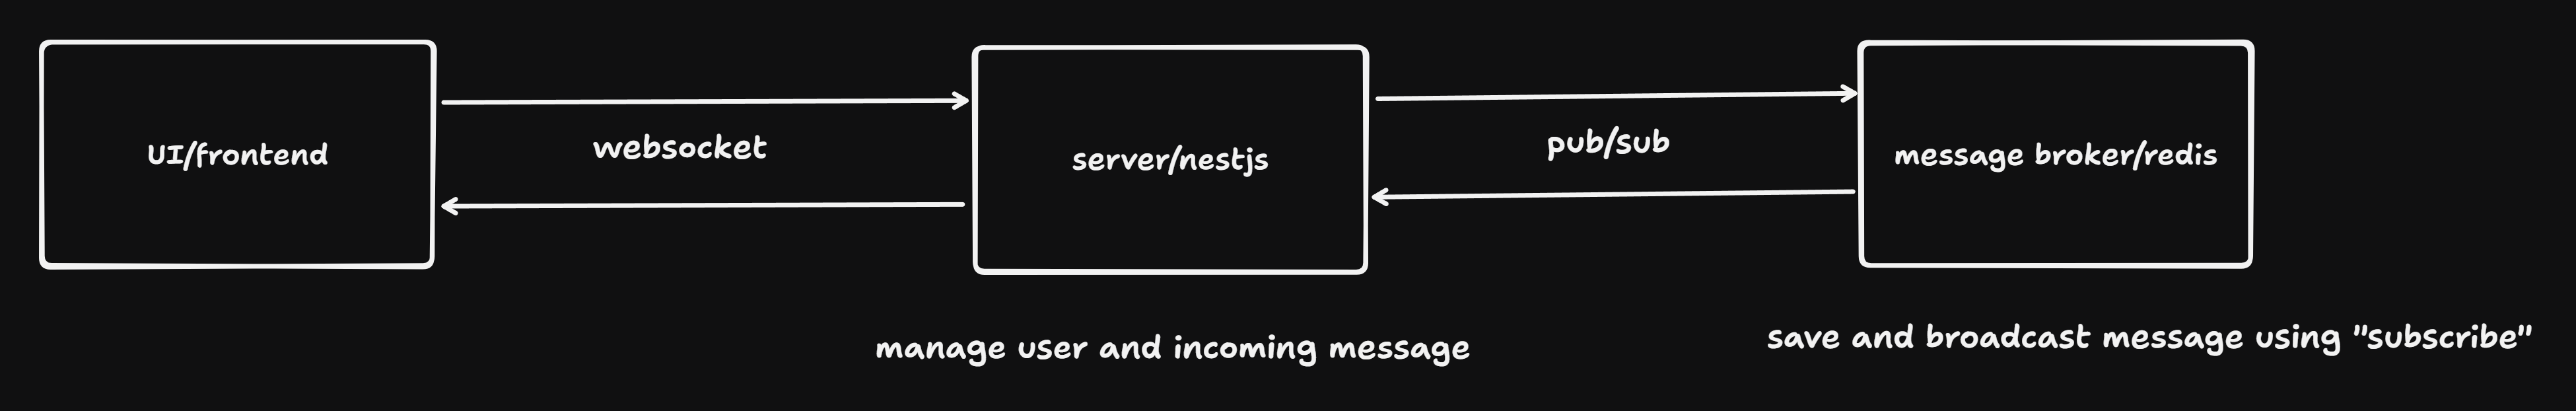 UI/frontend
websocket
server/nestjs
pub/sub
message broker/redis
manage user and incoming message
save and broadcast message using "subscribe"